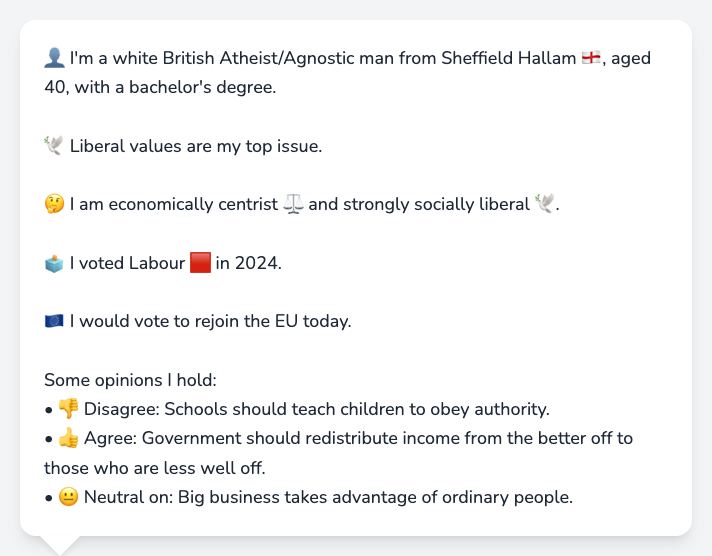 👤 I'm a white British Atheist/Agnostic man from Sheffield Hallam 🏴󠁧󠁢󠁥󠁮󠁧󠁿, aged
40, with a bachelor's degree.
🕊️ Liberal values are my top issue.
🤔 I am economically centrist ⚖️ and strongly socially liberal 🕊️.
🗳️ I voted Labour 🟥 in 2024.
🇪🇺 I would vote to rejoin the EU today.
Some opinions I hold:
• 👎 Disagree: Schools should teach children to obey authority.
• 👍 Agree: Government should redistribute income from the better off to
those who are less well off.
• 😐 Neutral on: Big business takes advantage of ordinary people.